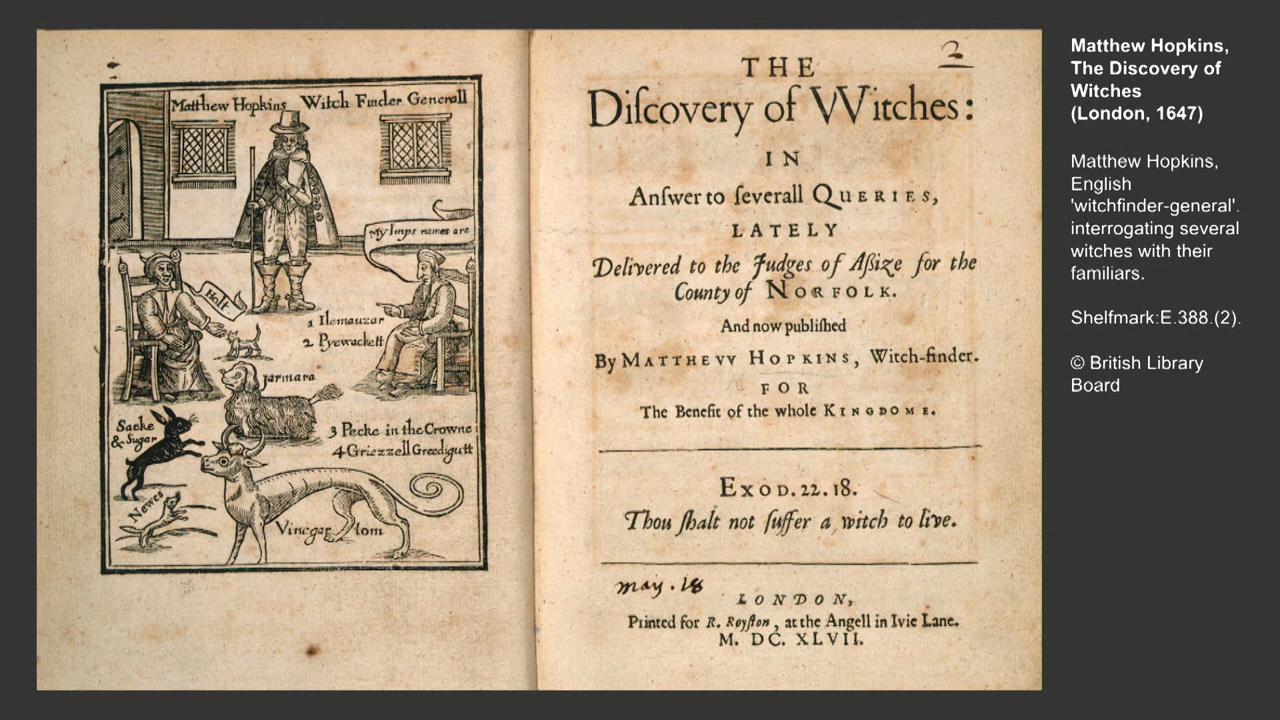 Matthew Hopkins Witch Finder Generall
My Imps names are
Holt
1 Ilemauzar
2 Pyewackett
Jarmara
Sacke
& Sugar
3 Pecke in the Crowne
4 Griezzell Greedigutt
Newes
Vinegar tom
2
THE
Diſcovery of VVitches:
IN
Anſwer to ſeverall QUERIES,
LATELY
Delivered to the Judges of Aſsize for the
County of NORFOLK.
And now publiſhed
By MATTHEVV HOPKINS, Witch-finder.
FOR
The Benefit of the whole KINGDOME.
EXOD. 22. 18.
Thou ſhalt not ſuffer a witch to live.
may. 18
LONDON,
Printed for R. Royſton, at the Angell in Ivie Lane.
M. DC. XLVII.
Matthew Hopkins,
The Discovery of
Witches
(London, 1647)
Matthew Hopkins,
English
'witchfinder-general'.
interrogating several
witches with their
familiars.
Shelfmark:E.388.(2).
© British Library
Board